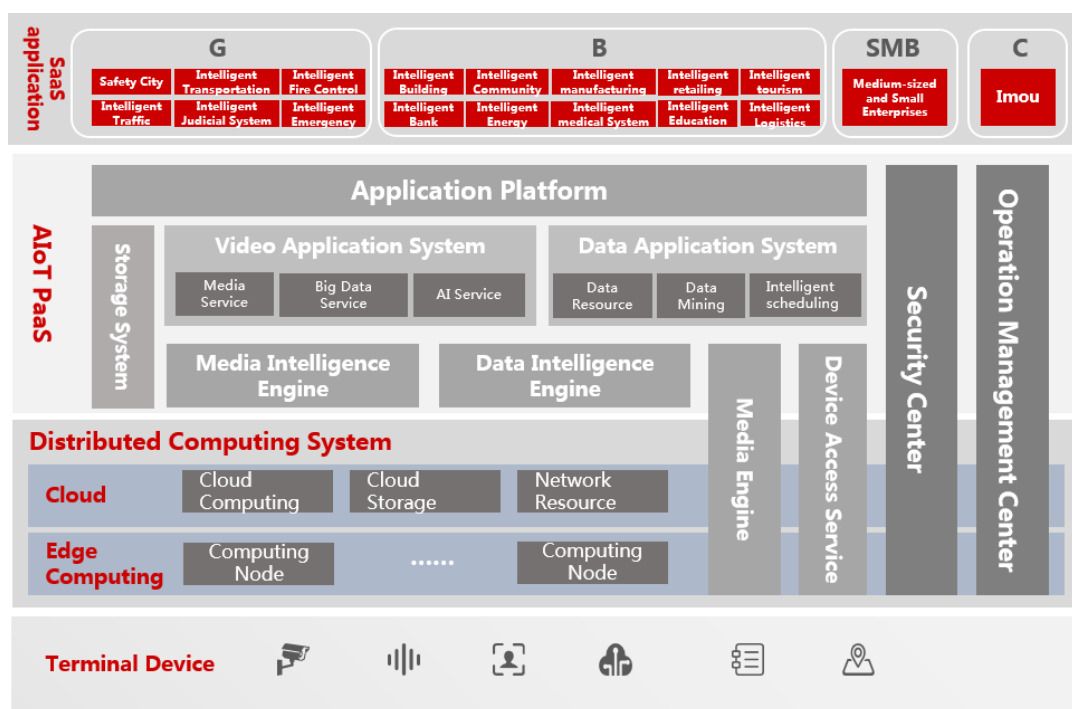 SaaS
application
G
Safety City
Intelligent
Transportation
Intelligent
Fire Control
Intelligent
Traffic
Intelligent
Judicial System
Intelligent
Emergency
B
Intelligent
Building
Intelligent
Community
Intelligent
manufacturing
Intelligent
retailing
Intelligent
tourism
Intelligent
Bank
Intelligent
Energy
Intelligent
medical System
Intelligent
Education
Intelligent
Logistics
SMB
Medium-sized
and Small
Enterprises
C
Imou
AIoT PaaS
Application Platform
Storage System
Video Application System
Media
Service
Big Data
Service
AI Service
Data Application System
Data
Resource
Data
Mining
Intelligent
scheduling
Media Intelligence
Engine
Data Intelligence
Engine
Media Engine
Device Access Service
Security Center
Operation Management Center
Distributed Computing System
Cloud
Cloud
Computing
Cloud
Storage
Network
Resource
Edge
Computing
Computing
Node
......
Computing
Node
Terminal Device